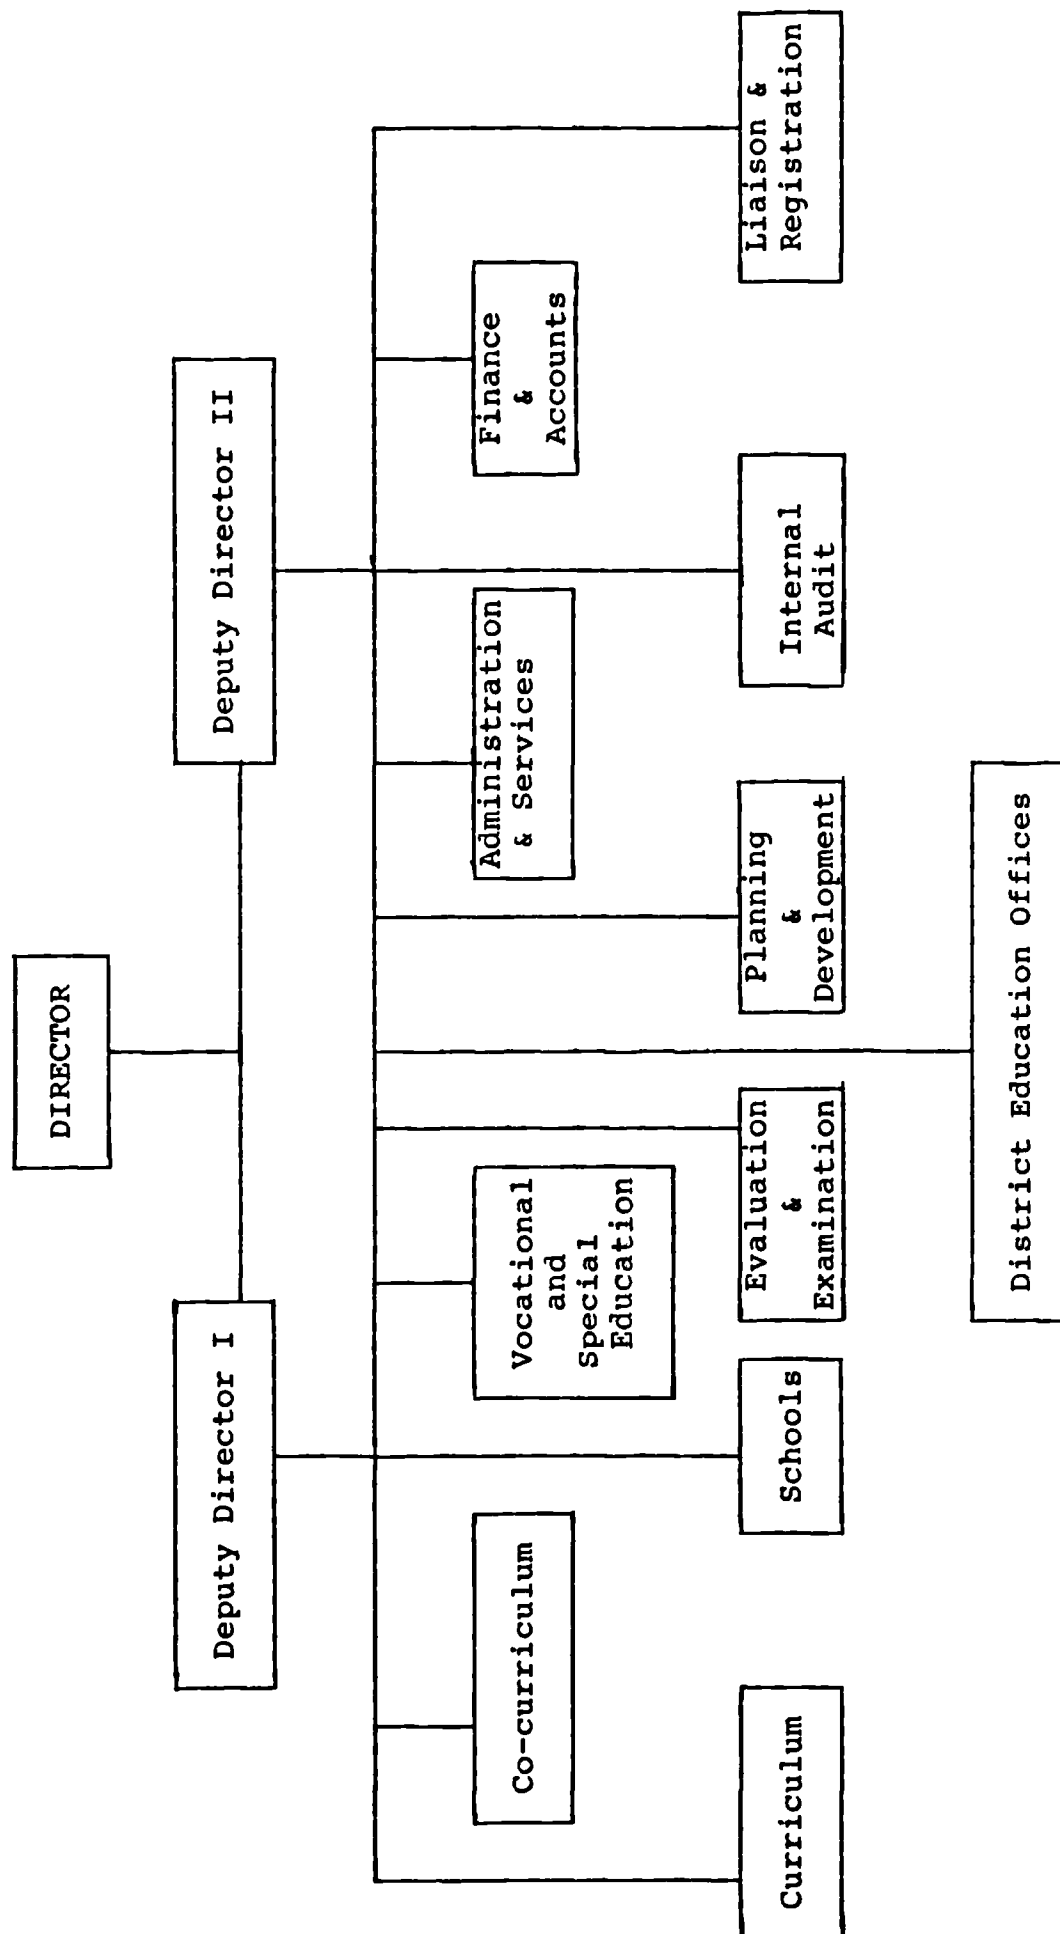 DIRECTOR
Deputy Director I
Deputy Director II
Co-curriculum
Vocational
and
Special
Education
Administration
& Services
Finance
&
Accounts
Curriculum
Schools
Evaluation
&
Examination
Planning
&
Development
Internal
Audit
Liaison &
Registration
District Education Offices